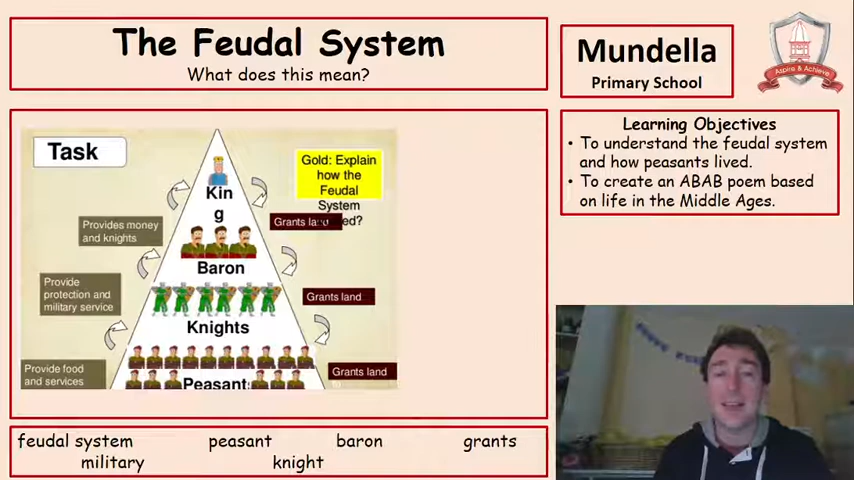 The Feudal System
What does this mean?
Mundella
Primary School
Aspire & Achieve
Learning Objectives
• To understand the feudal system
and how peasants lived.
• To create an ABAB poem based
on life in the Middle Ages.
Task
Gold: Explain
how the
Feudal
System
Kin
g
Grants land
Provides money
and knights
Baron
Provide
protection and
military service
Grants land
Knights
Provide food
and services
Peasant
Grants land
feudal system peasant baron grants
military knight